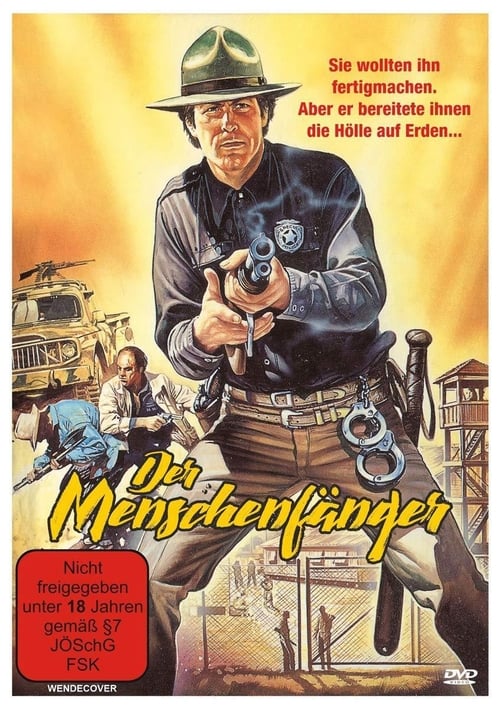 Sie wollten ihn
fertigmachen.
Aber er bereitete ihnen
die Hölle auf Erden...
Der
Menschenfänger
Nicht
freigegeben
unter 18 Jahren
gemäß §7
JÖSchG
FSK
WENDECOVER
DVD
VIDEO